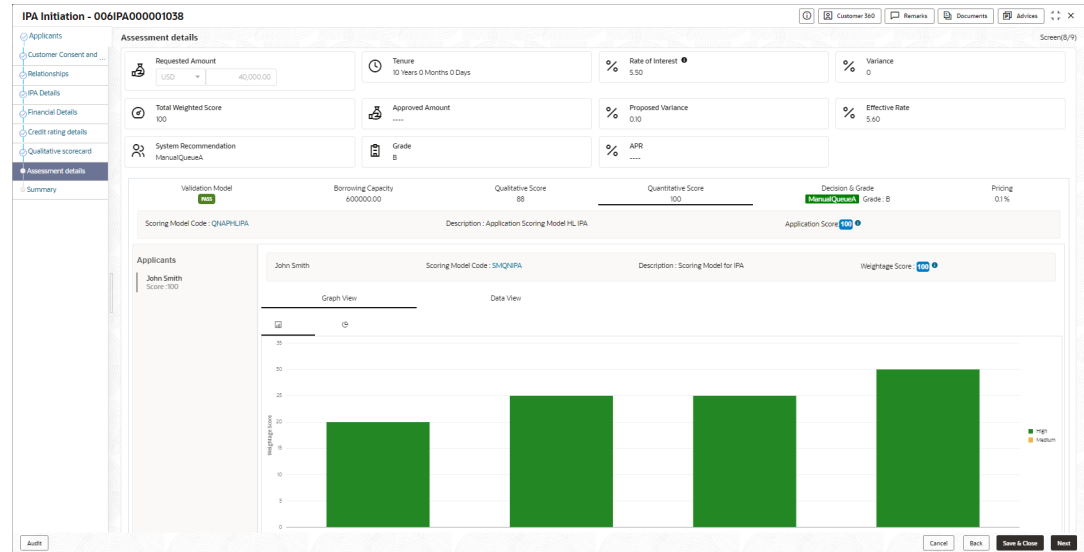 IPA Initiation - 006IPA000001038
Customer 360
Remarks
Documents
Advices
Applicants
Customer Consent and ...
Relationships
IPA Details
Financial Details
Credit rating details
Qualitative scorecard
Assessment details
Summary
Assessment details
Screen(8/9)
Requested Amount
USD 40,000.00
Tenure
10 Years 0 Months 0 Days
Rate of Interest
5.50
Variance
0
Total Weighted Score
100
Approved Amount
----
Proposed Variance
0.10
Effective Rate
5.60
System Recommendation
ManualQueueA
Grade
B
APR
----
Validation Model
PASS
Borrowing Capacity
600000.00
Qualitative Score
88
Quantitative Score
100
Decision & Grade
ManualQueueA Grade : B
Pricing
0.1%
Scoring Model Code : QNAPHLIPA
Description : Application Scoring Model HL IPA
Application Score 100
Applicants
John Smith
Score :100
John Smith
Scoring Model Code : SMQNIPA
Description : Scoring Model for IPA
Weightage Score : 100
Graph View
Data View
35
30
25
20
15
10
5
0
Weightage Score
High
Medium
Audit
Cancel
Back
Save & Close
Next